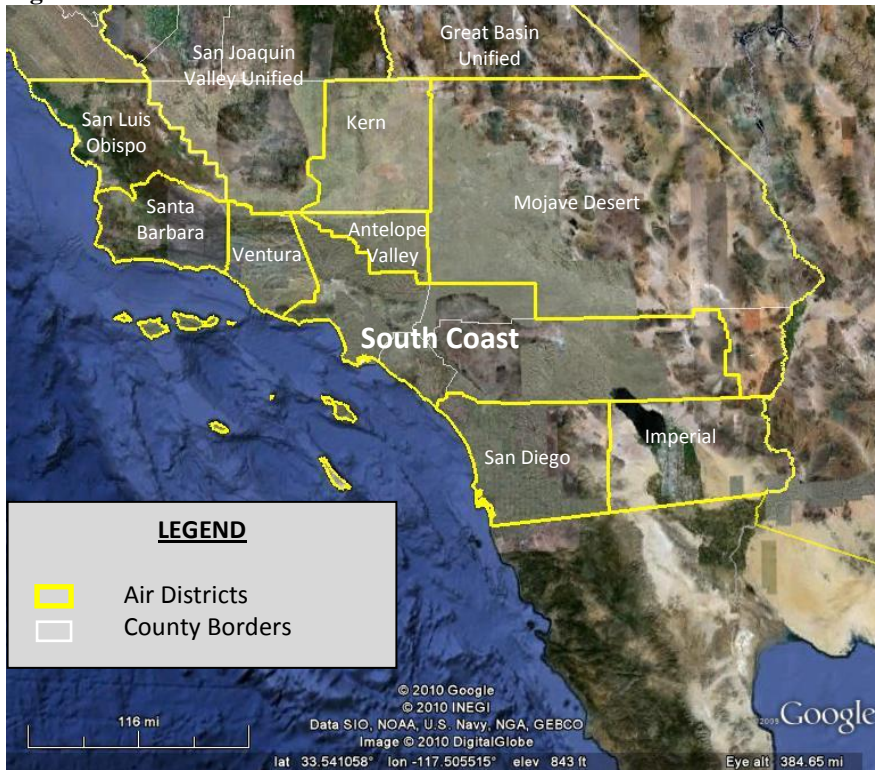 San Joaquin
Valley Unified
Great Basin
Unified
San Luis
Obispo
Kern
Mojave Desert
Santa
Barbara
Ventura
Antelope
Valley
South Coast
San Diego
Imperial
LEGEND
Air Districts
County Borders
116 mi
© 2010 Google
© 2010 INEGI
Data SIO, NOAA, U.S. Navy, NGA, GEBCO
Image © 2010 DigitalGlobe
©2009 Google
lat 33.541058° lon -117.505515° elev 843 ft Eye alt 384.65 mi